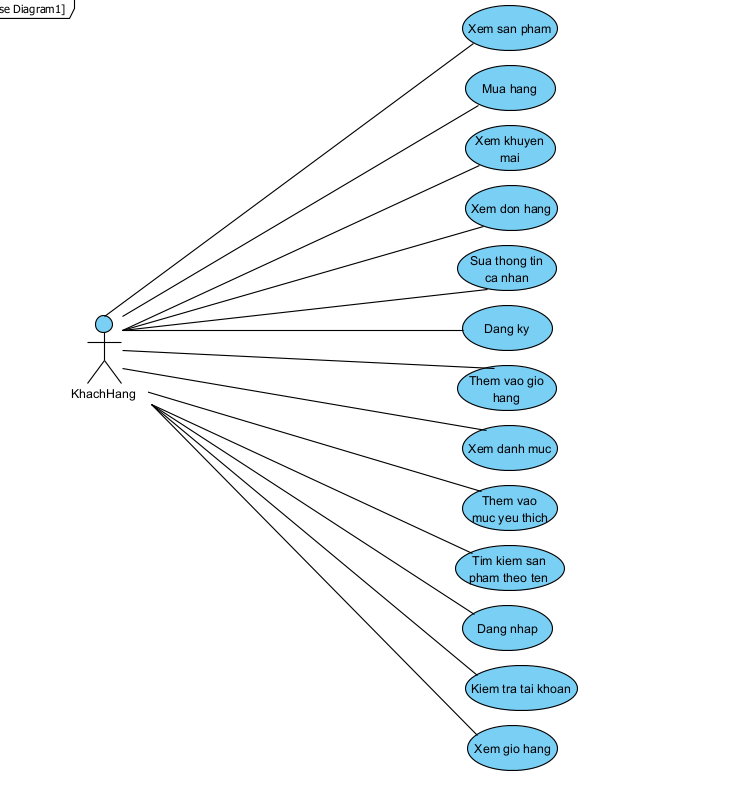 se Diagram1]
Xem san pham
Mua hang
Xem khuyen
mai
Xem don hang
Sua thong tin
ca nhan
Dang ky
KhachHang
Them vao gio
hang
Xem danh muc
Them vao
muc yeu thich
Tim kiem san
pham theo ten
Dang nhap
Kiem tra tai khoan
Xem gio hang